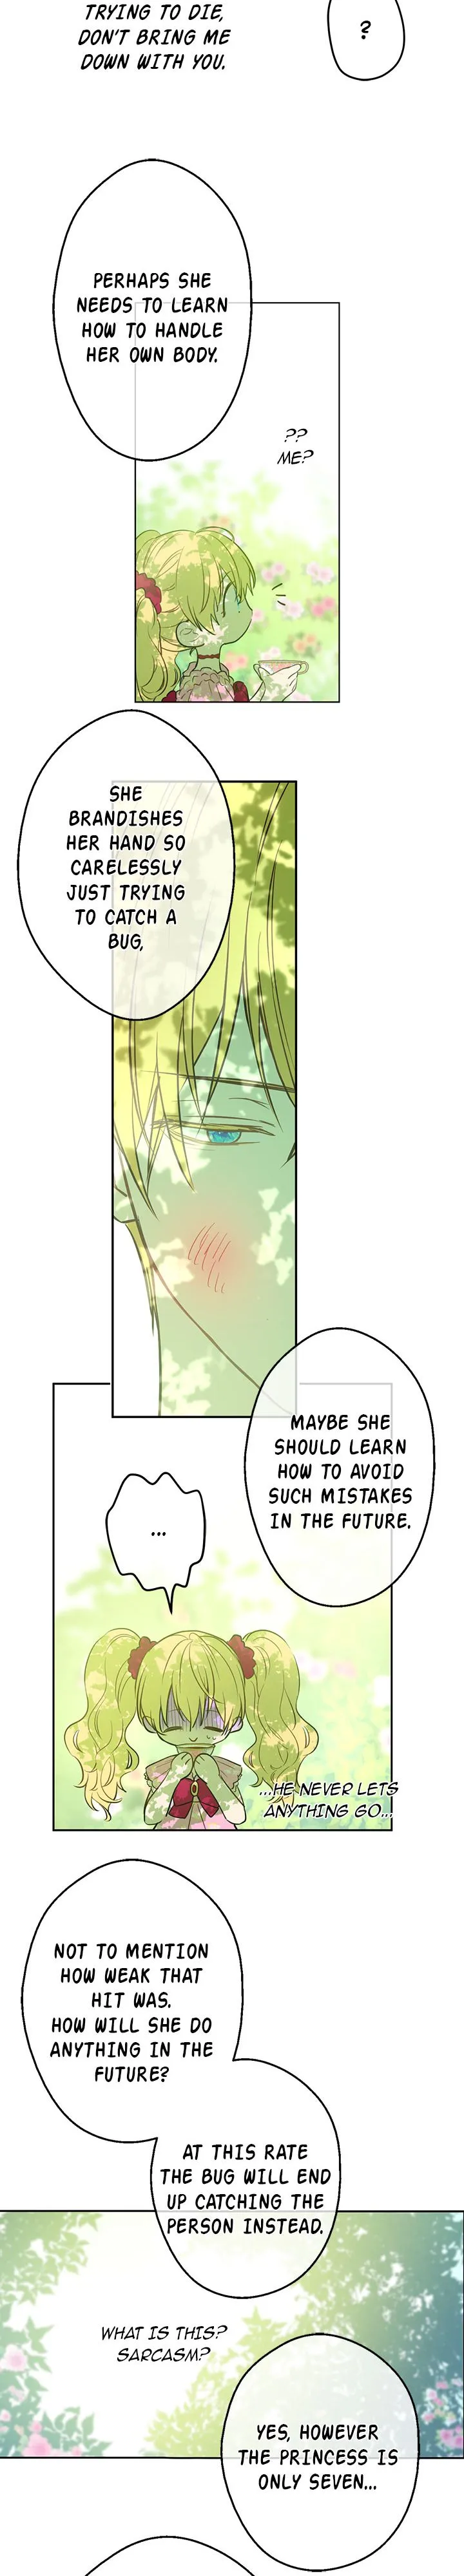 TRYING TO DIE,
DON'T BRING ME
DOWN WITH YOU.
?
PERHAPS SHE
NEEDS TO LEARN
HOW TO HANDLE
HER OWN BODY.
??
ME?
SHE
BRANDISHES
HER HAND SO
CARELESSLY
JUST TRYING
TO CATCH A
BUG,
MAYBE SHE
SHOULD LEARN
HOW TO AVOID
SUCH MISTAKES
IN THE FUTURE.
...
...HE NEVER LETS
ANYTHING GO...
NOT TO MENTION
HOW WEAK THAT
HIT WAS.
HOW WILL SHE DO
ANYTHING IN THE
FUTURE?
AT THIS RATE
THE BUG WILL END
UP CATCHING THE
PERSON INSTEAD.
WHAT IS THIS?
SARCASM?
YES, HOWEVER
THE PRINCESS IS
ONLY SEVEN...